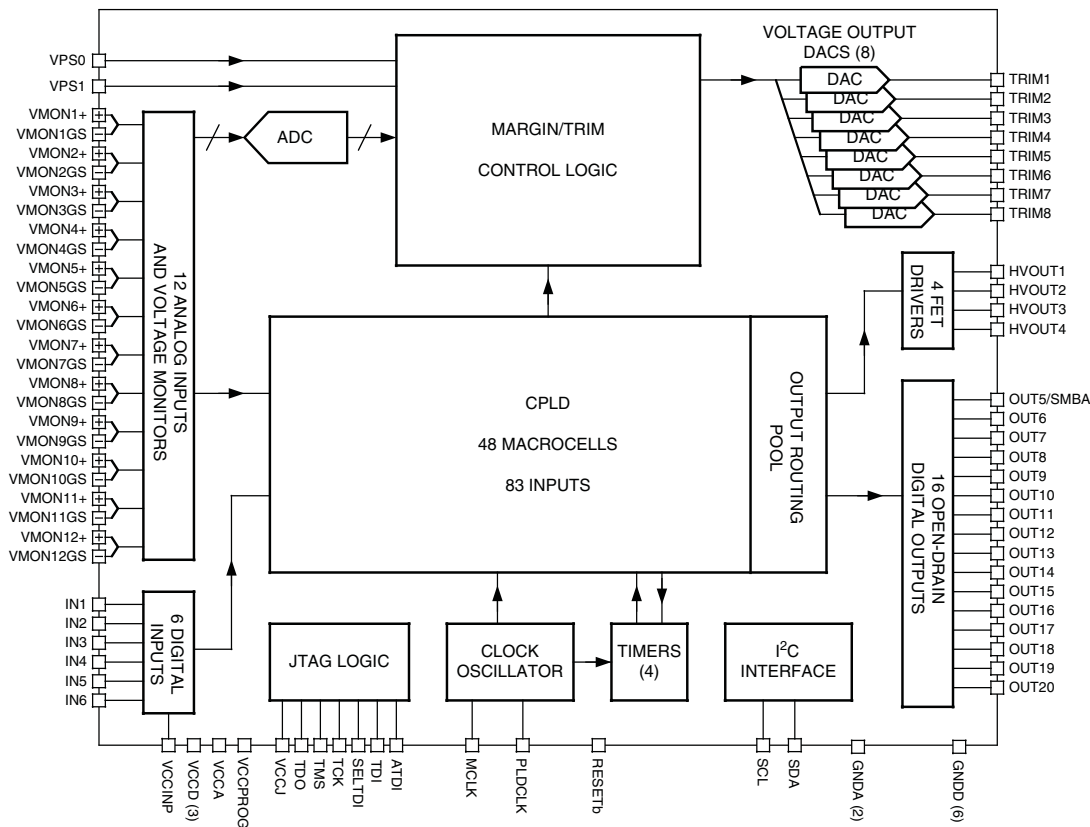 VPS0
VPS1
VMON1+
VMON1GS
VMON2+
VMON2GS
VMON3+
VMON3GS
VMON4+
VMON4GS
VMON5+
VMON5GS
VMON6+
VMON6GS
VMON7+
VMON7GS
VMON8+
VMON8GS
VMON9+
VMON9GS
VMON10+
VMON10GS
VMON11+
VMON11GS
VMON12+
VMON12GS
IN1
IN2
IN3
IN4
IN5
IN6
12 ANALOG INPUTS
AND VOLTAGE MONITORS
6 DIGITAL
INPUTS
ADC
MARGIN/TRIM
CONTROL LOGIC
VOLTAGE OUTPUT
DACS (8)
DAC
DAC
DAC
DAC
DAC
DAC
DAC
DAC
TRIM1
TRIM2
TRIM3
TRIM4
TRIM5
TRIM6
TRIM7
TRIM8
4 FET
DRIVERS
HVOUT1
HVOUT2
HVOUT3
HVOUT4
CPLD
48 MACROCELLS
83 INPUTS
OUTPUT ROUTING
POOL
16 OPEN-DRAIN
DIGITAL OUTPUTS
OUT5/SMBA
OUT6
OUT7
OUT8
OUT9
OUT10
OUT11
OUT12
OUT13
OUT14
OUT15
OUT16
OUT17
OUT18
OUT19
OUT20
JTAG LOGIC
CLOCK
OSCILLATOR
TIMERS
(4)
I²C
INTERFACE
VCCINP
VCCD (3)
VCCA
VCCPROG
VCCJ
TDO
TMS
TCK
SELTDI
TDI
ATDI
MCLK
PLDCLK
RESETb
SCL
SDA
GNDA (2)
GNDD (6)